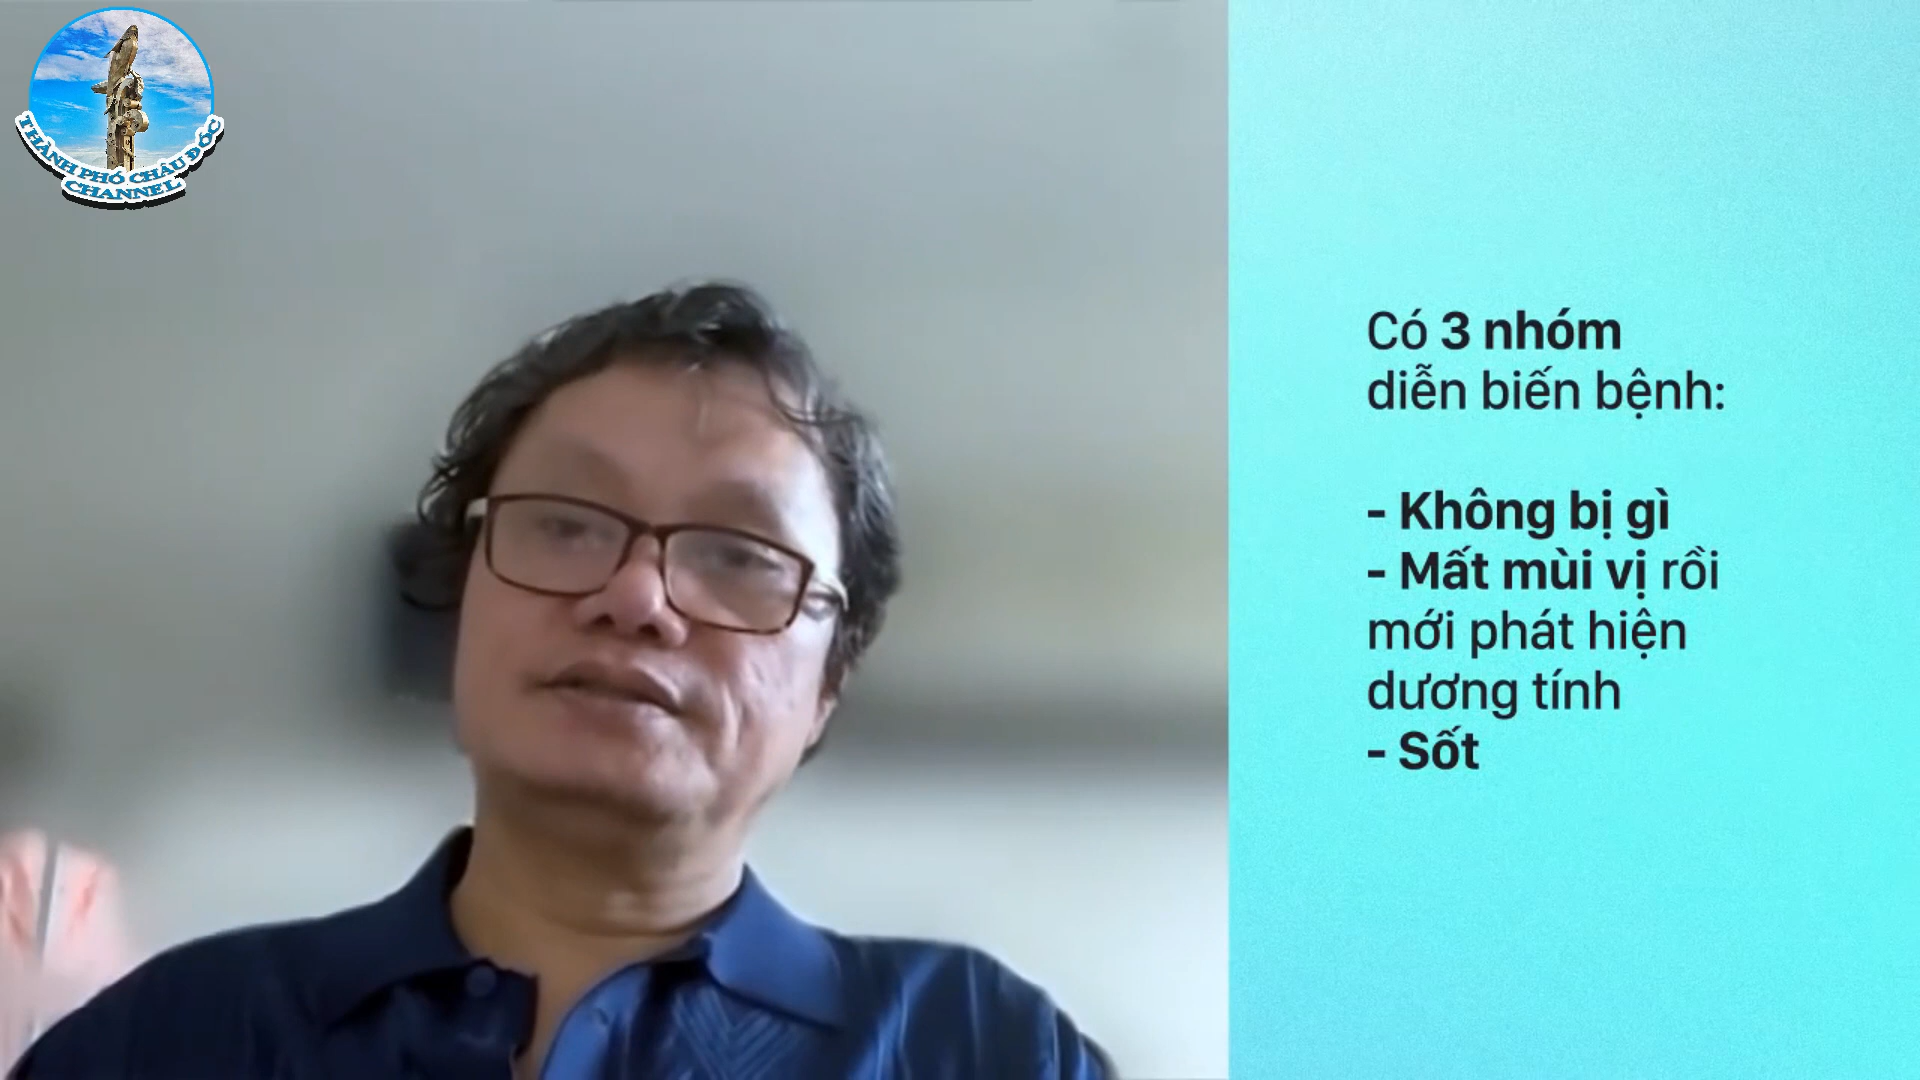 THÀNH PHỐ CHÂU ĐỐC
CHANNEL
Có 3 nhóm
diễn biến bệnh:
- Không bị gì
- Mất mùi vị rồi
mới phát hiện
dương tính
- Sốt